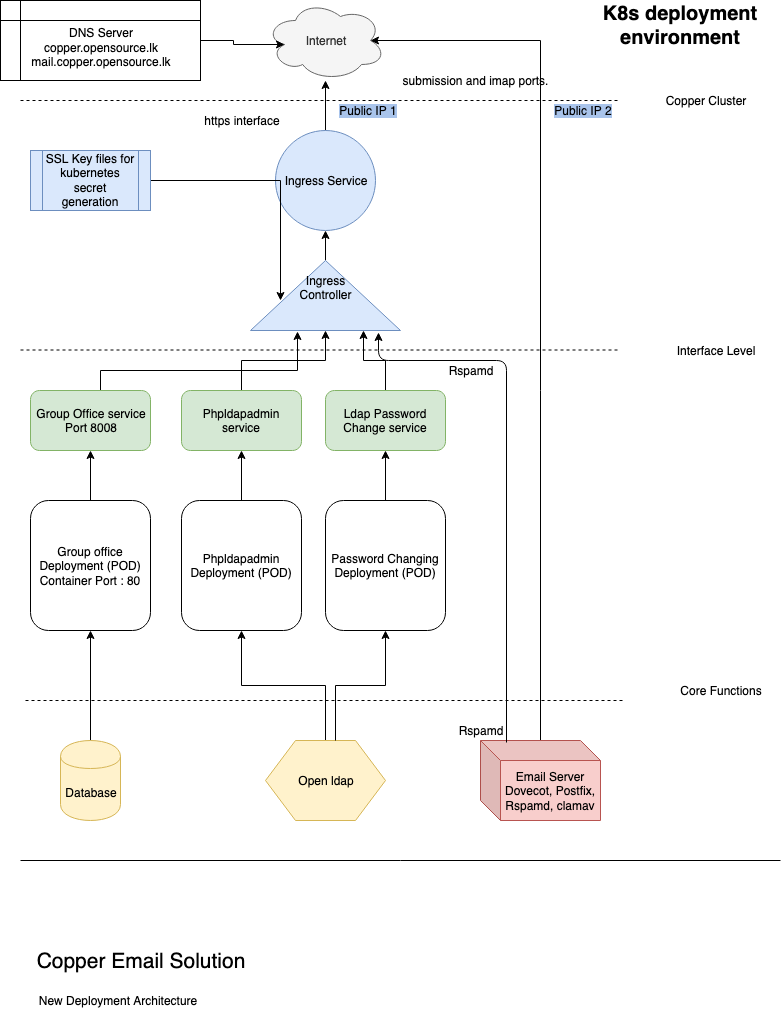 K8s deployment
environment
DNS Server
copper.opensource.lk
mail.copper.opensource.lk
Internet
submission and imap ports.
Copper Cluster
https interface
Public IP 1
Public IP 2
SSL Key files for
kubernetes
secret
generation
Ingress Service
Ingress
Controller
Interface Level
Rspamd
Group Office service
Port 8008
Phpldapadmin
service
Ldap Password
Change service
Group office
Deployment (POD)
Container Port : 80
Phpldapadmin
Deployment (POD)
Password Changing
Deployment (POD)
Core Functions
Rspamd
Database
Open ldap
Email Server
Dovecot, Postfix,
Rspamd, clamav
Copper Email Solution
New Deployment Architecture